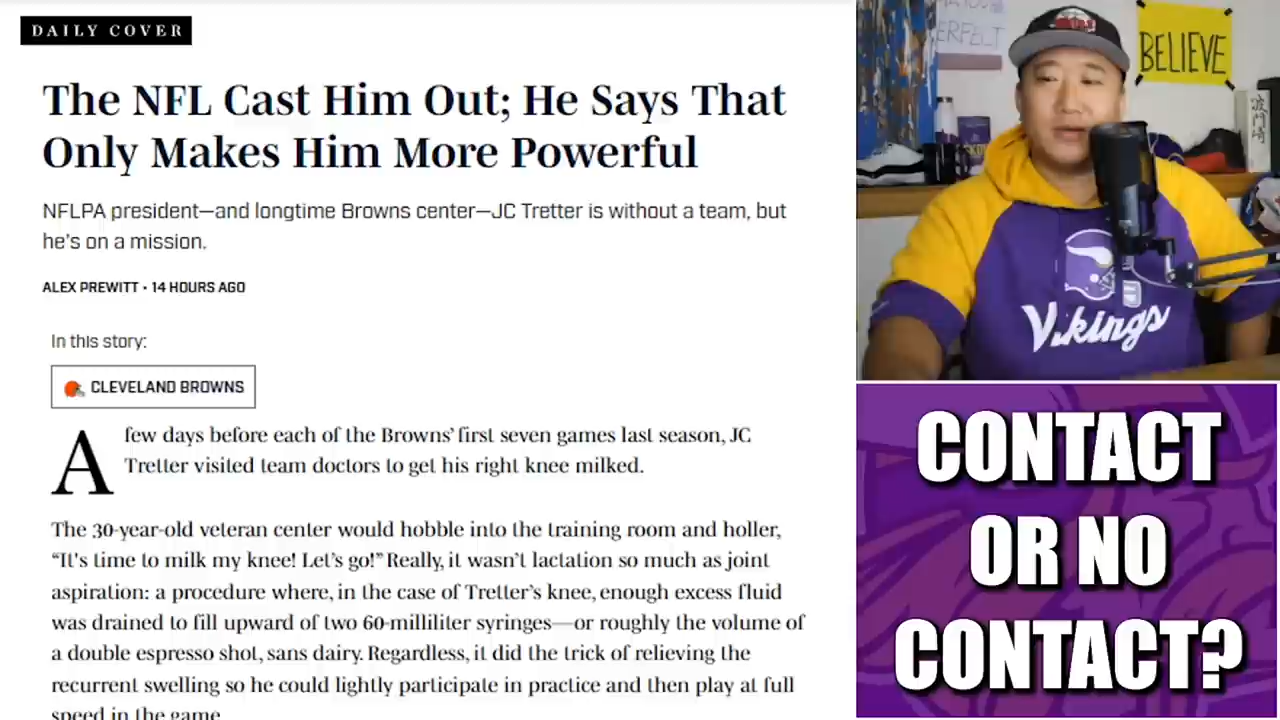 DAILY COVER
The NFL Cast Him Out; He Says That
Only Makes Him More Powerful
NFLPA president—and longtime Browns center—JC Tretter is without a team, but
he's on a mission.
ALEX PREWITT • 14 HOURS AGO
In this story:
CLEVELAND BROWNS
A few days before each of the Browns' first seven games last season, JC
Tretter visited team doctors to get his right knee milked.
The 30-year-old veteran center would hobble into the training room and holler,
“It's time to milk my knee! Let’s go!” Really, it wasn’t lactation so much as joint
aspiration: a procedure where, in the case of Tretter’s knee, enough excess fluid
was drained to fill upward of two 60-milliliter syringes—or roughly the volume of
a double espresso shot, sans dairy. Regardless, it did the trick of relieving the
recurrent swelling so he could lightly participate in practice and then play at full
speed in the game
BELIEVE
Vikings
CONTACT
OR NO
CONTACT?